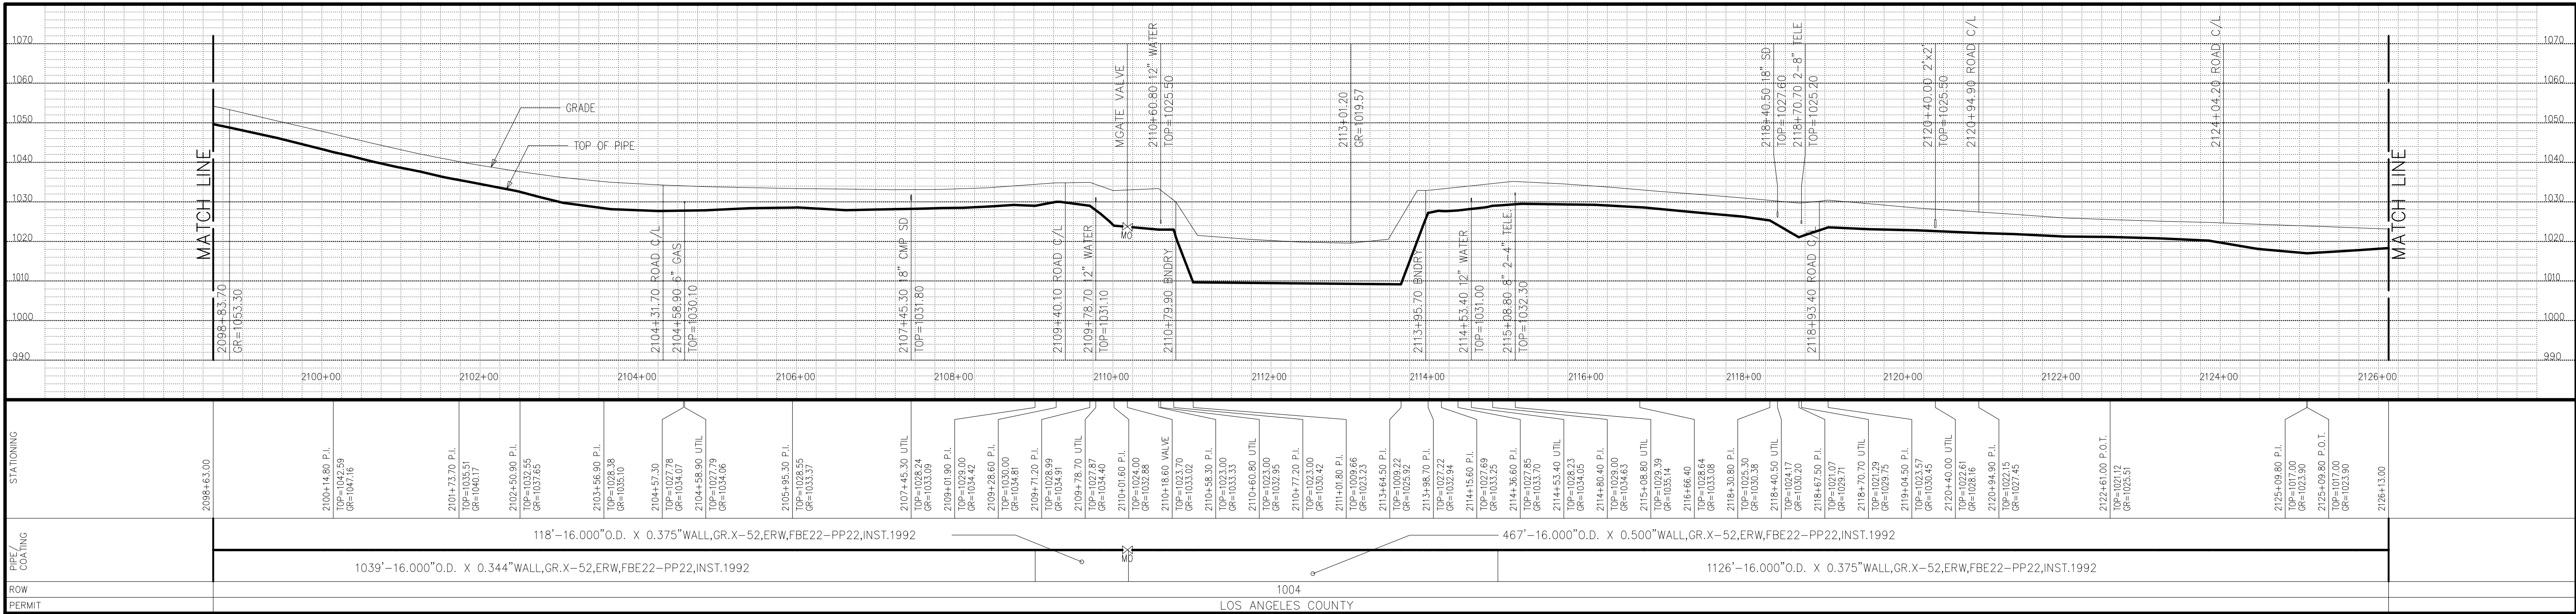 1070
1060
1050
1040
1030
1020
1010
1000
990
MATCH LINE
2098+83.70
GR=1053.30
GRADE
TOP OF PIPE
2104+31.70 ROAD C/L
2104+58.90 6" GAS
TOP=1030.10
2107+45.30 18" CMP SD
TOP=1031.80
2109+40.10 ROAD C/L
2109+78.70 12" WATER
TOP=1031.10
MGATE VALVE
MO
2110+60.80 12" WATER
TOP=1025.50
2110+79.90 BNDRY
2113+01.20
GR=1019.57
2113+95.70 BNDRY
2114+53.40 12" WATER
TOP=1031.00
2115+08.80 8" 2-4" TELE.
TOP=1032.30
2118+40.50 18" SD
TOP=1027.60
2118+70.70 2-8" TELE
TOP=1025.20
2118+93.40 ROAD C/L
2120+40.00 2'x2'
TOP=1025.50
2120+94.90 ROAD C/L
2124+04.20 ROAD C/L
MATCH LINE
1070
1060
1050
1040
1030
1020
1010
1000
990
2100+00
2102+00
2104+00
2106+00
2108+00
2110+00
2112+00
2114+00
2116+00
2118+00
2120+00
2122+00
2124+00
2126+00
STATIONING
2098+63.00
2100+14.80 P.I.
TOP=1042.59
GR=1047.16
2101+73.70 P.I.
TOP=1035.51
GR=1040.17
2102+50.90 P.I.
TOP=1032.55
GR=1037.65
2103+56.90 P.I.
TOP=1028.38
GR=1035.10
2104+57.30
TOP=1027.78
GR=1034.07
2104+58.90 UTIL
TOP=1027.79
GR=1034.06
2105+95.30 P.I.
TOP=1028.55
GR=1033.37
2107+45.30 UTIL
TOP=1028.24
GR=1033.09
2109+01.90 P.I.
TOP=1029.00
GR=1034.42
2109+28.60 P.I.
TOP=1030.00
GR=1034.81
2109+71.20 P.I.
TOP=1028.99
GR=1034.91
2109+78.70 UTIL
TOP=1027.87
GR=1034.40
2110+01.60 P.I.
TOP=1024.00
GR=1032.88
2110+18.60 VALVE
TOP=1023.70
GR=1033.02
2110+58.30 P.I.
TOP=1023.00
GR=1033.33
2110+60.80 UTIL
TOP=1023.00
GR=1032.95
2110+77.20 P.I.
TOP=1023.00
GR=1030.42
2111+01.80 P.I.
TOP=1009.66
GR=1023.23
2113+64.50 P.I.
TOP=1009.22
GR=1025.92
2113+98.70 P.I.
TOP=1027.22
GR=1032.94
2114+15.60 P.I.
TOP=1027.69
GR=1033.25
2114+36.60 P.I.
TOP=1027.85
GR=1033.70
2114+53.40 UTIL
TOP=1028.23
GR=1034.05
2114+80.40 P.I.
TOP=1029.00
GR=1034.63
2115+08.80 UTIL
TOP=1029.39
GR=1035.14
2116+66.40
TOP=1028.64
GR=1033.08
2118+30.80 P.I.
TOP=1025.30
GR=1030.38
2118+40.50 UTIL
TOP=1024.17
GR=1030.20
2118+67.50 P.I.
TOP=1021.07
GR=1029.71
2118+70.70 UTIL
TOP=1021.29
GR=1029.75
2119+04.50 P.I.
TOP=1023.57
GR=1030.45
2120+40.00 UTIL
TOP=1022.61
GR=1028.16
2120+94.90 P.I.
TOP=1022.15
GR=1027.45
2122+61.00 P.O.T.
TOP=1021.12
GR=1025.51
2125+09.80 P.I.
TOP=1017.00
GR=1023.90
2125+09.80 P.O.T.
TOP=1017.00
GR=1023.90
2126+13.00
PIPE/
COATING
118'-16.000"O.D. X 0.375"WALL,GR.X-52,ERW,FBE22-PP22,INST.1992
467'-16.000"O.D. X 0.500"WALL,GR.X-52,ERW,FBE22-PP22,INST.1992
MO
1039'-16.000"O.D. X 0.344"WALL,GR.X-52,ERW,FBE22-PP22,INST.1992
1126'-16.000"O.D. X 0.375"WALL,GR.X-52,ERW,FBE22-PP22,INST.1992
ROW
1004
PERMIT
LOS ANGELES COUNTY